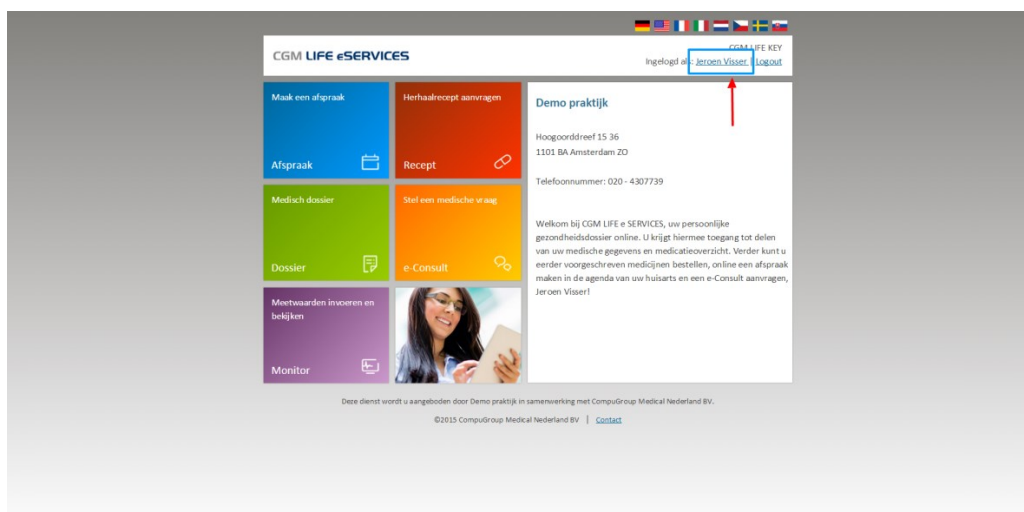 CGM LIFE KEY
CGM LIFE eSERVICES
Ingelogd als: Jeroen Visser | Logout
Maak een afspraak
Afspraak
Herhaalrecept aanvragen
Recept
Medisch dossier
Dossier
Stel een medische vraag
e-Consult
Meetwaarden invoeren en
bekijken
Monitor
Demo praktijk
Hoogoorddreef 15 36
1101 BA Amsterdam ZO
Telefoonnummer: 020 - 4307739
Welkom bij CGM LIFE e SERVICES, uw persoonlijke
gezondheidsdossier online. U krijgt hiermee toegang tot delen
van uw medische gegevens en medicatieoverzicht. Verder kunt u
eerder voorgeschreven medicijnen bestellen, online een afspraak
maken in de agenda van uw huisarts en een e-Consult aanvragen,
Jeroen Visser!
Deze dienst wordt u aangeboden door Demo praktijk in samenwerking met CompuGroup Medical Nederland BV.
©2015 CompuGroup Medical Nederland BV | Contact